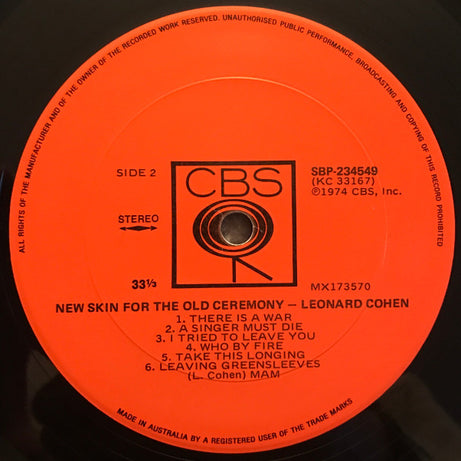 ALL RIGHTS OF THE MANUFACTURER AND OF THE OWNER OF THE RECORDED WORK RESERVED. UNAUTHORISED PUBLIC PERFORMANCE, BROADCASTING AND COPYING OF THIS RECORD PROHIBITED
SIDE 2
CBS
SBP-234549
(KC 33167)
℗1974 CBS, Inc.
STEREO
33⅓
MX173570
NEW SKIN FOR THE OLD CEREMONY – LEONARD COHEN
1. THERE IS A WAR
2. A SINGER MUST DIE
3. I TRIED TO LEAVE YOU
4. WHO BY FIRE
5. TAKE THIS LONGING
6. LEAVING GREENSLEEVES
(L. Cohen) MAM
MADE IN AUSTRALIA BY A REGISTERED USER OF THE TRADE MARKS